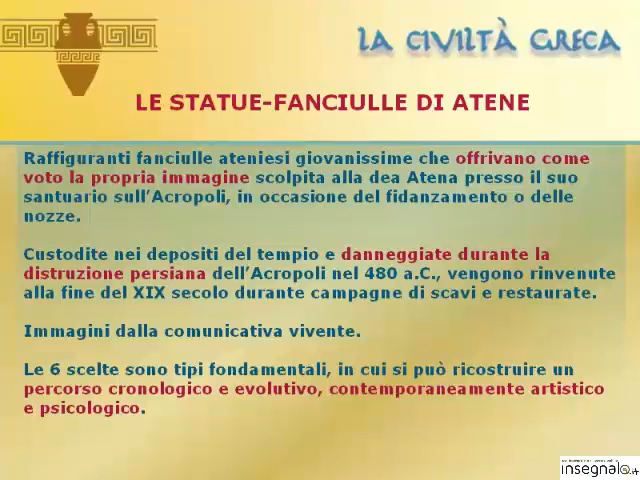 LA CIVILTÀ GRECA
LE STATUE-FANCIULLE DI ATENE
Raffiguranti fanciulle ateniesi giovanissime che offrivano come
voto la propria immagine scolpita alla dea Atena presso il suo
santuario sull'Acropoli, in occasione del fidanzamento o delle
nozze.
Custodite nei depositi del tempio e danneggiate durante la
distruzione persiana dell'Acropoli nel 480 a.C., vengono rinvenute
alla fine del XIX secolo durante campagne di scavi e restaurate.
Immagini dalla comunicativa vivente.
Le 6 scelte sono tipi fondamentali, in cui si può ricostruire un
percorso cronologico e evolutivo, contemporaneamente artistico
e psicologico.
insegnalo.it